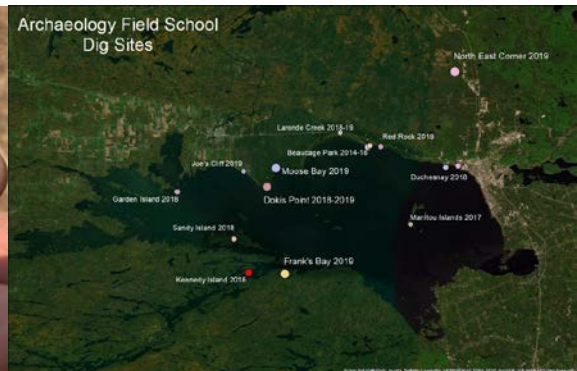 Archaeology Field School
Dig Sites
North East Corner 2019
Laronde Creek 2018-19
Red Rock 2018
Beaucage Park 2014-16
Joe's Cliff 2019
Moose Bay 2019
Duchesnay 2018
Garden Island 2018
Dokis Point 2018-2019
Manitou Islands 2017
Sandy Island 2018
Frank's Bay 2019
Kennedy Island 2018